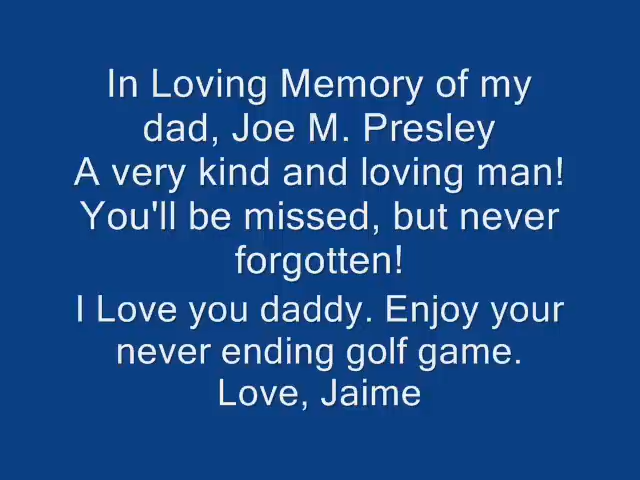 In Loving Memory of my
dad, Joe M. Presley
A very kind and loving man!
You'll be missed, but never
forgotten!
I Love you daddy. Enjoy your
never ending golf game.
Love, Jaime